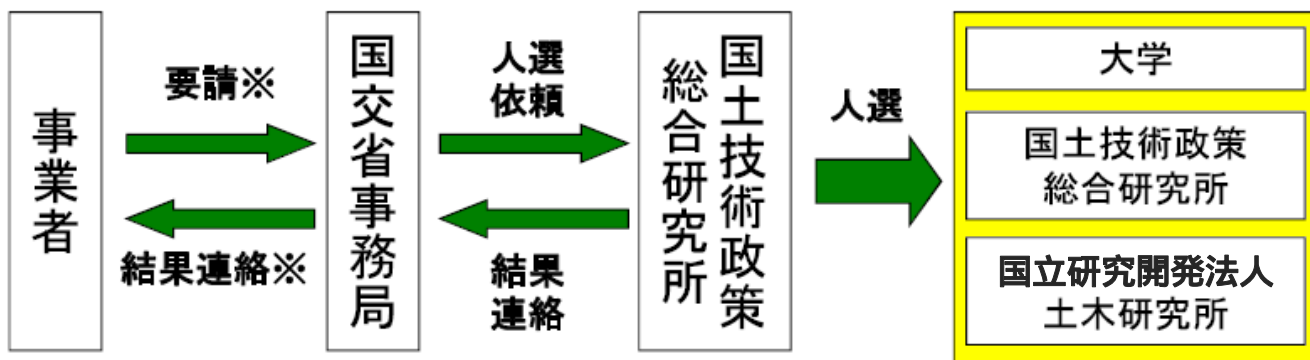 事業者
要請※
結果連絡※
国交省事務局
人選
依頼
結果
連絡
国土技術政策
総合研究所
人選
大学
国土技術政策
総合研究所
国立研究開発法人
土木研究所